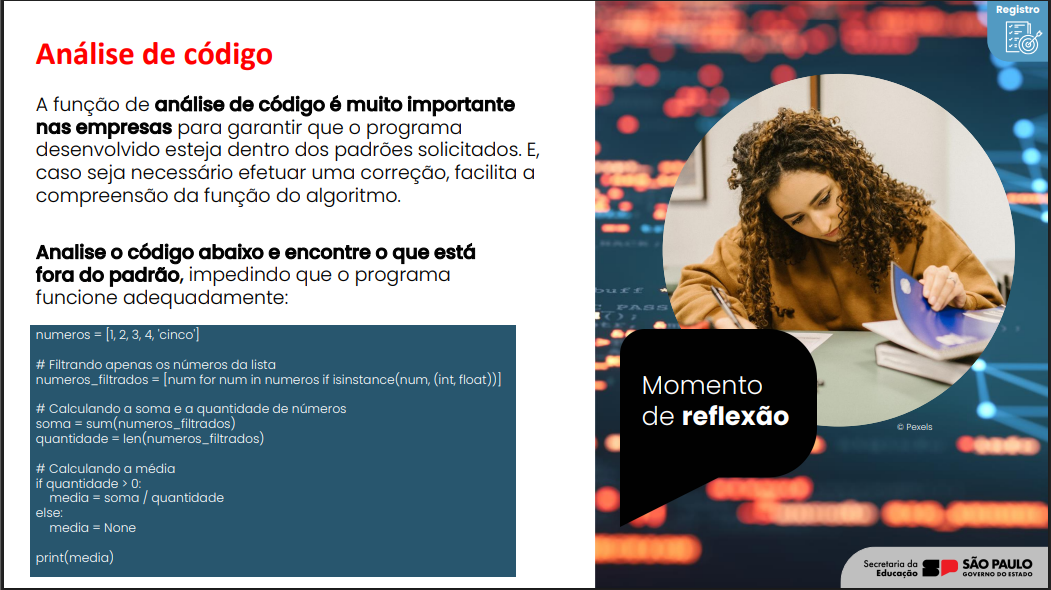 Registro
Análise de código
A função de análise de código é muito importante
nas empresas para garantir que o programa
desenvolvido esteja dentro dos padrões solicitados. E,
caso seja necessário efetuar uma correção, facilita a
compreensão da função do algoritmo.
Analise o código abaixo e encontre o que está
fora do padrão, impedindo que o programa
funcione adequadamente:
numeros = [1, 2, 3, 4, 'cinco']
# Filtrando apenas os números da lista
numeros_filtrados = [num for num in numeros if isinstance(num, (int, float))]
# Calculando a soma e a quantidade de números
soma = sum(numeros_filtrados)
quantidade = len(numeros_filtrados)
# Calculando a média
if quantidade > 0:
    media = soma / quantidade
else:
    media = None
print(media)
Momento
de reflexão
© Pexels
Secretaria da
Educação
SÃO PAULO
GOVERNO DO ESTADO